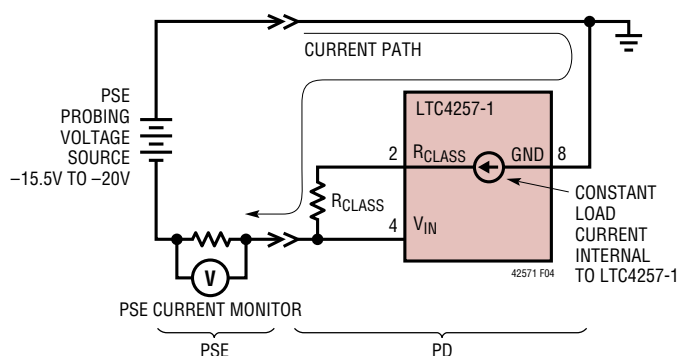 CURRENT PATH
PSE
PROBING
VOLTAGE
SOURCE
–15.5V TO –20V
LTC4257-1
2
RCLASS
GND
8
RCLASS
4
VIN
CONSTANT
LOAD
CURRENT
INTERNAL
TO LTC4257-1
42571 F04
V
PSE CURRENT MONITOR
PSE
PD